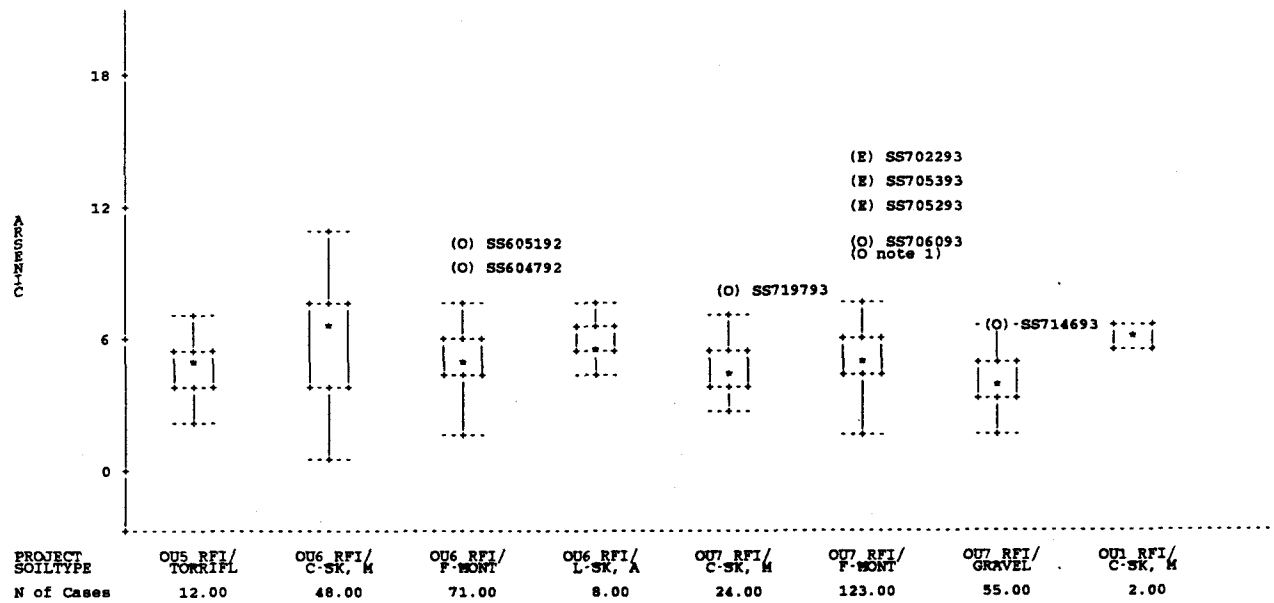 18
(E) SS702293
(E) SS705393
12
(E) SS705293
ARSENIC
(O) SS605192
(O) SS706093
(O note 1)
(O) SS604792
(O) SS719793
(O) SS714693
6
0
PROJECT OU5 RFI/ OU6 RFI/ OU6 RFI/ OU6 RFI/ OU7 RFI/ OU7 RFI/ OU7 RFI/ OU1 RFI/
SOILTYPE TORRIFL C-SK, M F-MONT L-SK, A C-SK, M F-MONT GRAVEL C-SK, M
N of Cases 12.00 48.00 71.00 8.00 24.00 123.00 55.00 2.00